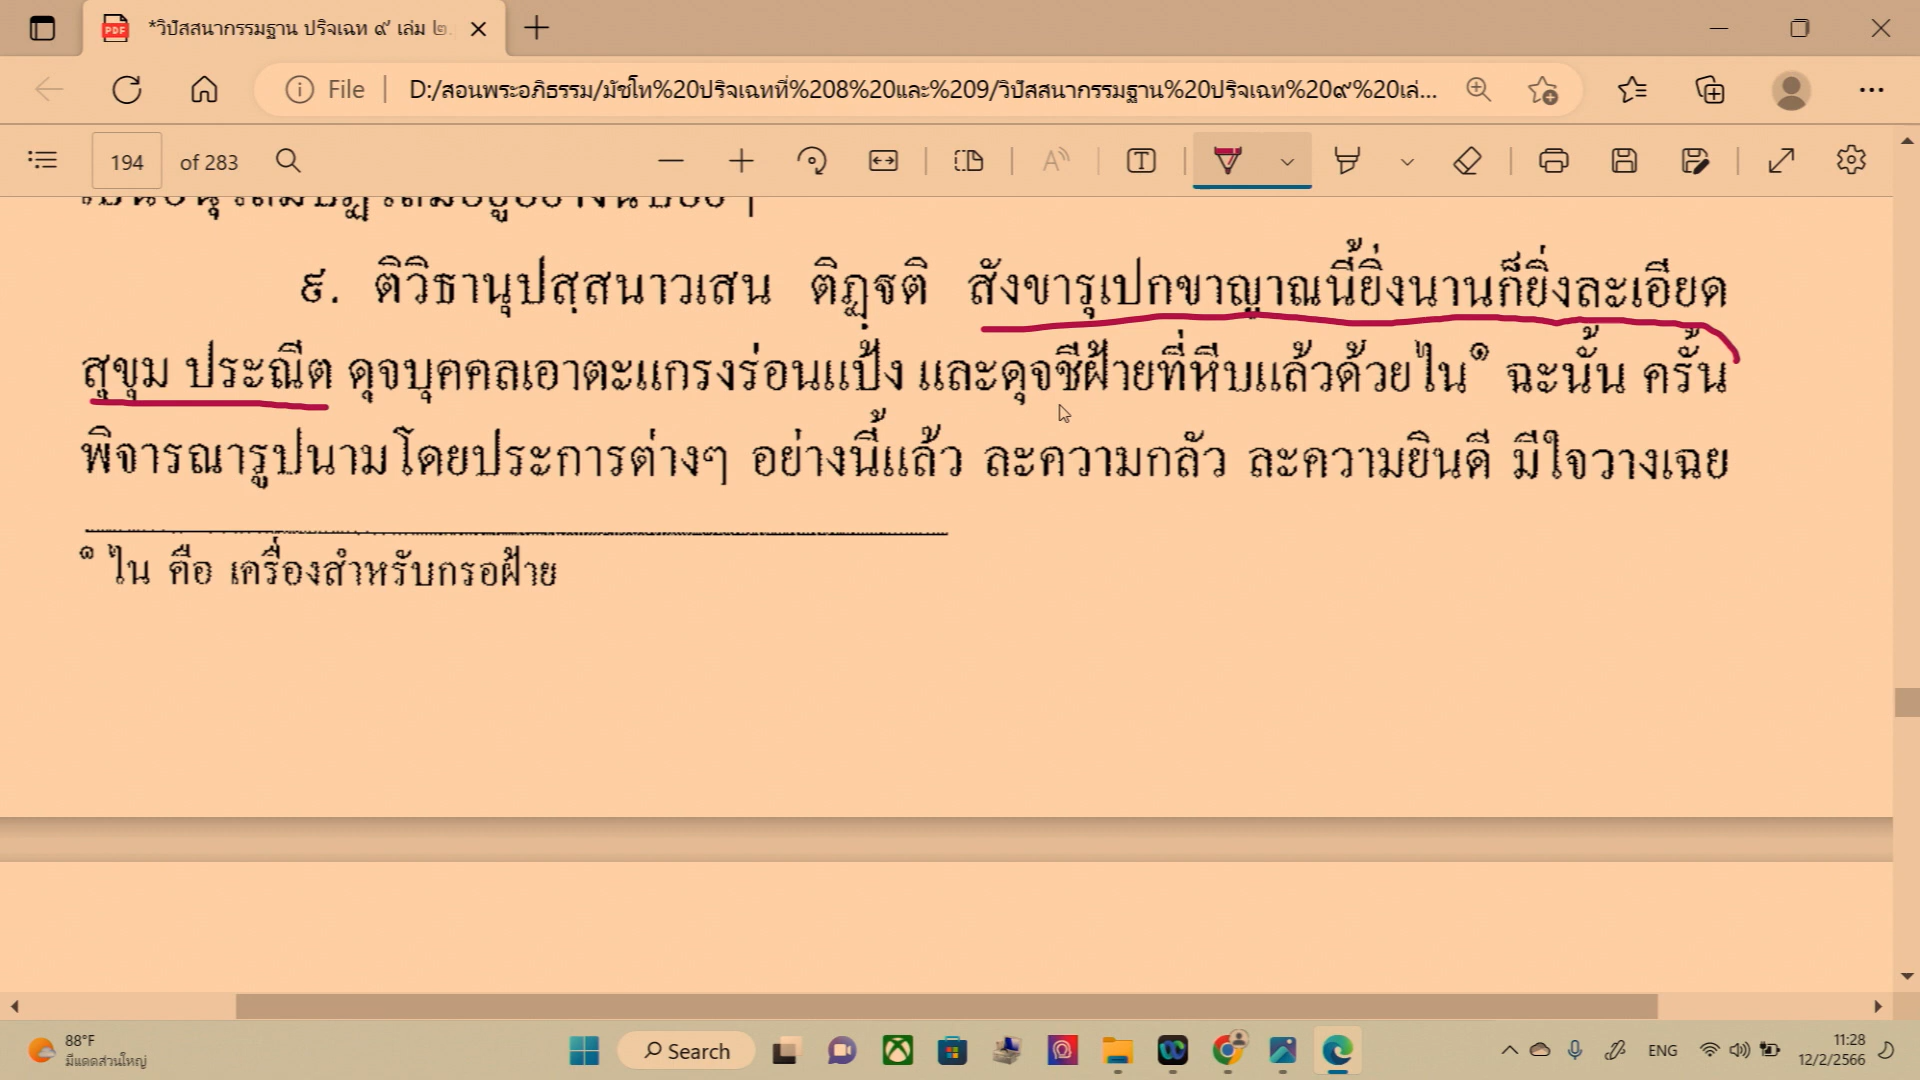 *วิปัสสนากรรมฐาน ปริจเฉท ๙ เล่ม ๒
File D:/สอนพระอภิธรรม/มัชโท%20ปริจเฉทที่%208%20และ%209/วิปัสสนากรรมฐาน%20ปริจเฉท%20๙%20เล่...
194 of 283
๙. ติวิธานุปสฺสนาวเสน ติฏฺฐติ สังขารุเปกขาญาณนี้ยิ่งนานก็ยิ่งละเอียด
สุขุม ประณีต ดุจบุคคลเอาตะแกรงร่อนแป้ง และดุจชีฝ้ายที่หีบแล้วด้วยไน๑ ฉะนั้น ครั้น
พิจารณารูปนามโดยประการต่างๆ อย่างนี้แล้ว ละความกลัว ละความยินดี มีใจวางเฉย
๑ ไน คือ เครื่องสำหรับกรอฝ้าย
88°F
มีแดดส่วนใหญ่
Search
ENG
11:28
12/2/2566